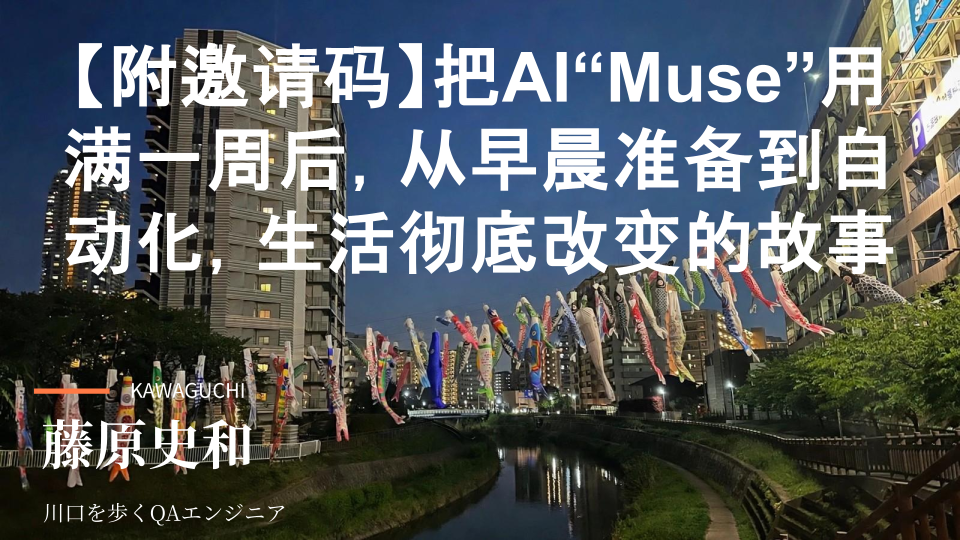 【附邀请码】把AI“Muse”用
满一周后，从早晨准备到自
动化，生活彻底改变的故事
KAWAGUCHI
藤原史和
川口を歩くQAエンジニア